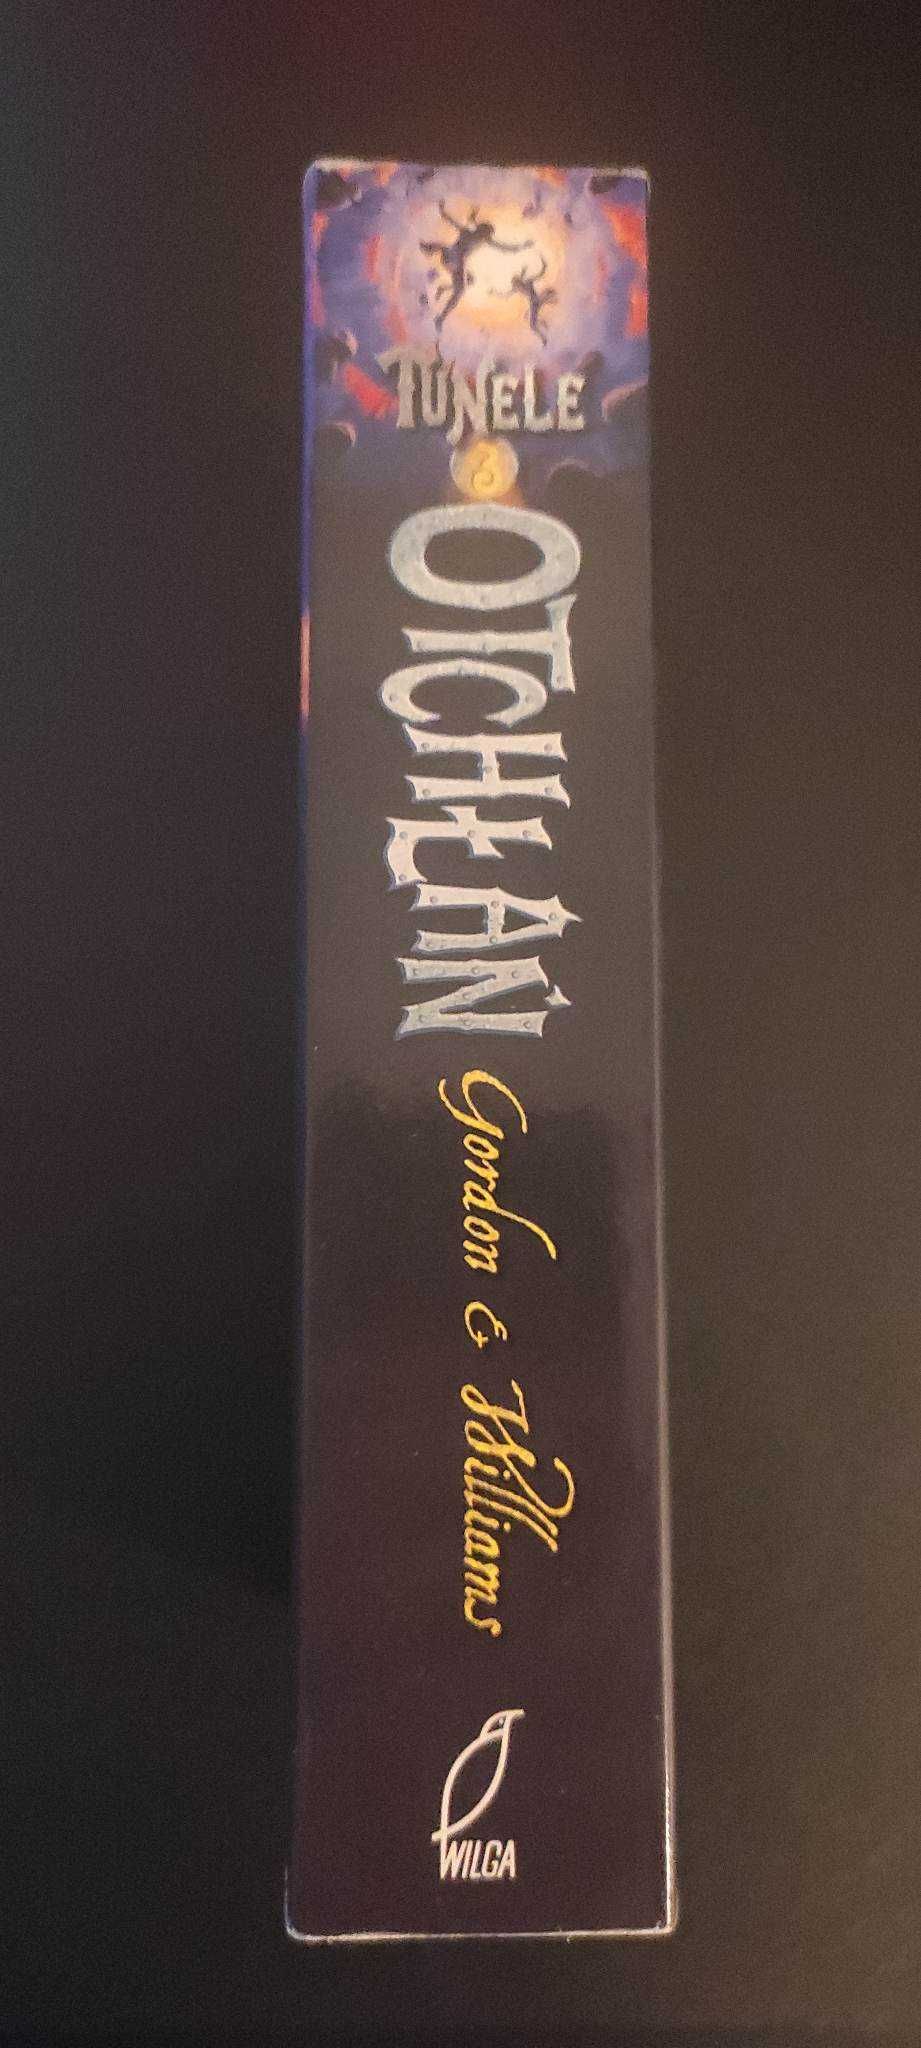 TUNELE
3
OTCHŁAŃ
Gordon & Williams
WILGA